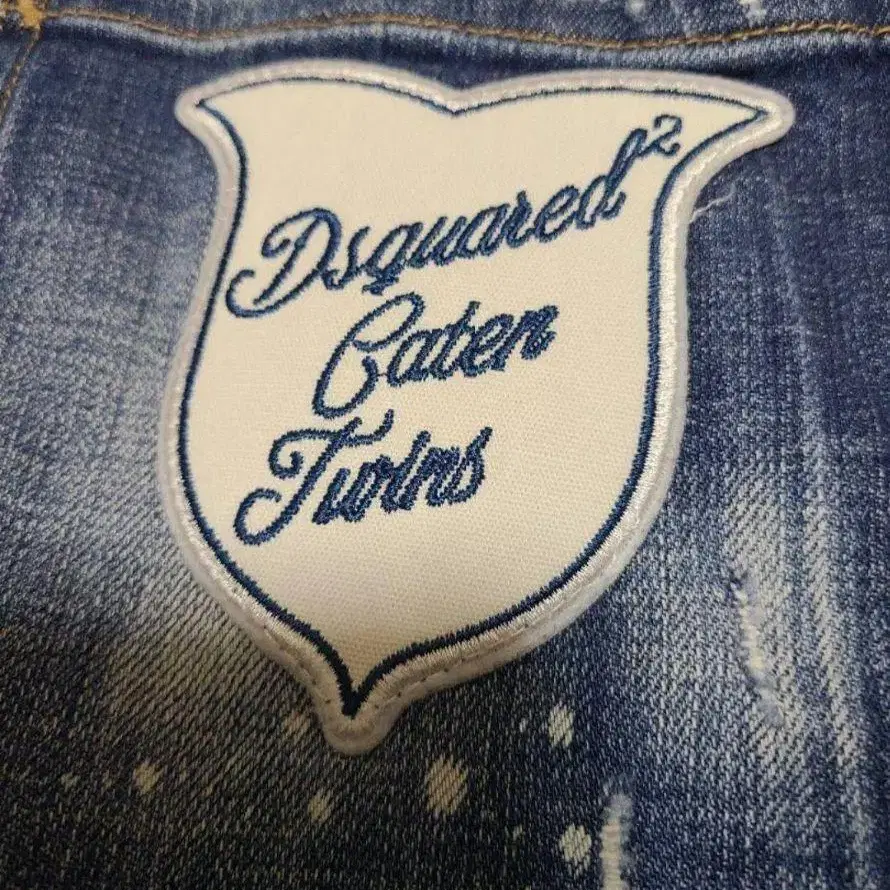 Dsquared²
Caten
Twins